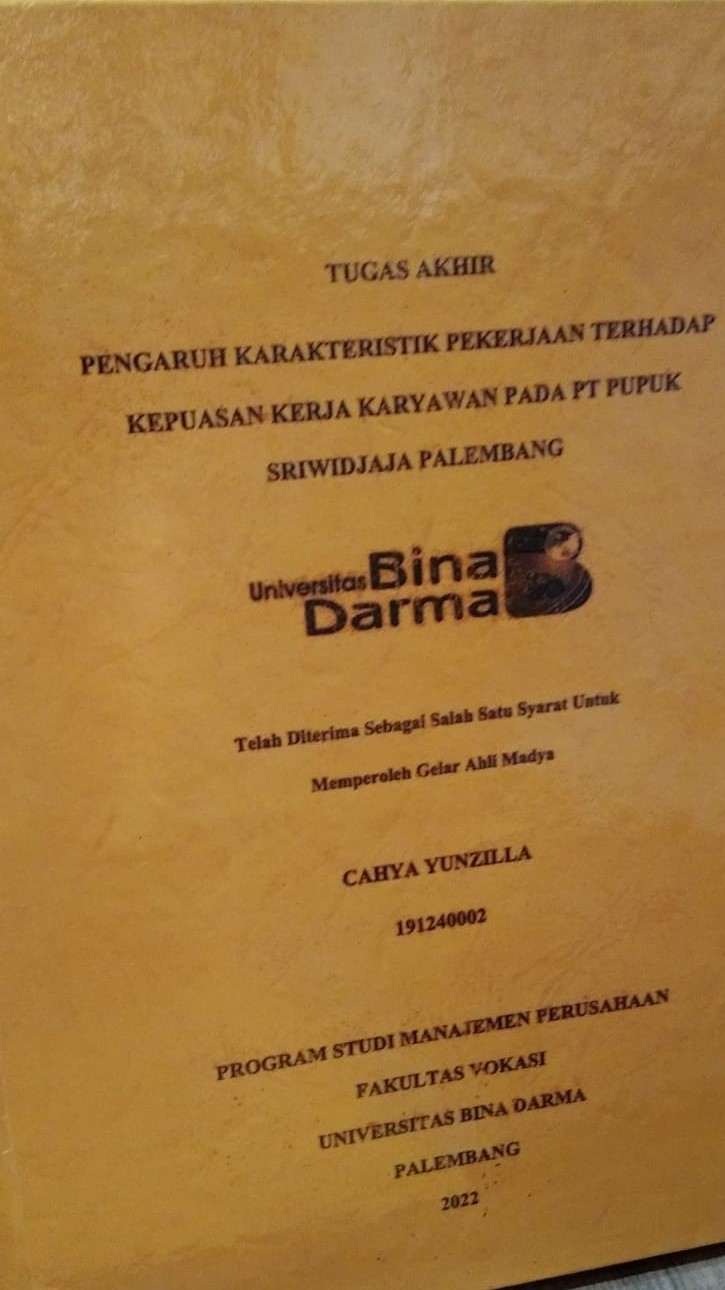 TUGAS AKHIR
PENGARUH KARAKTERISTIK PEKERJAAN TERHADAP
KEPUASAN KERJA KARYAWAN PADA PT PUPUK
SRIWIDJAJA PALEMBANG
Universitas Bina
Darma
Telah Diterima Sebagai Salah Satu Syarat Untuk
Memperoleh Gelar Ahli Madya
CAHYA YUNZILLA
191240002
PROGRAM STUDI MANAJEMEN PERUSAHAAN
FAKULTAS VOKASI
UNIVERSITAS BINA DARMA
PALEMBANG
2022